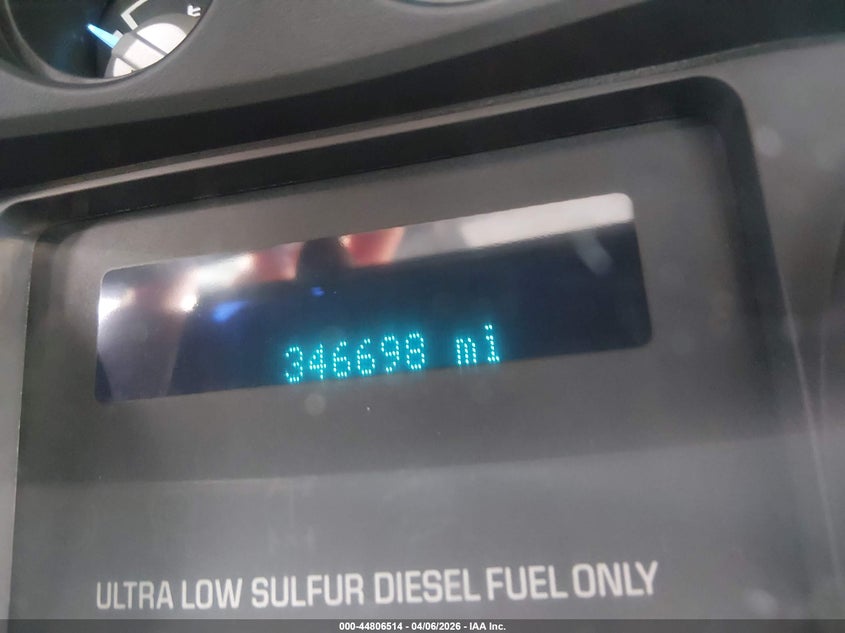 346698 mi
ULTRA LOW SULFUR DIESEL FUEL ONLY
000-44806514 - 04/06/2026 - IAA Inc.